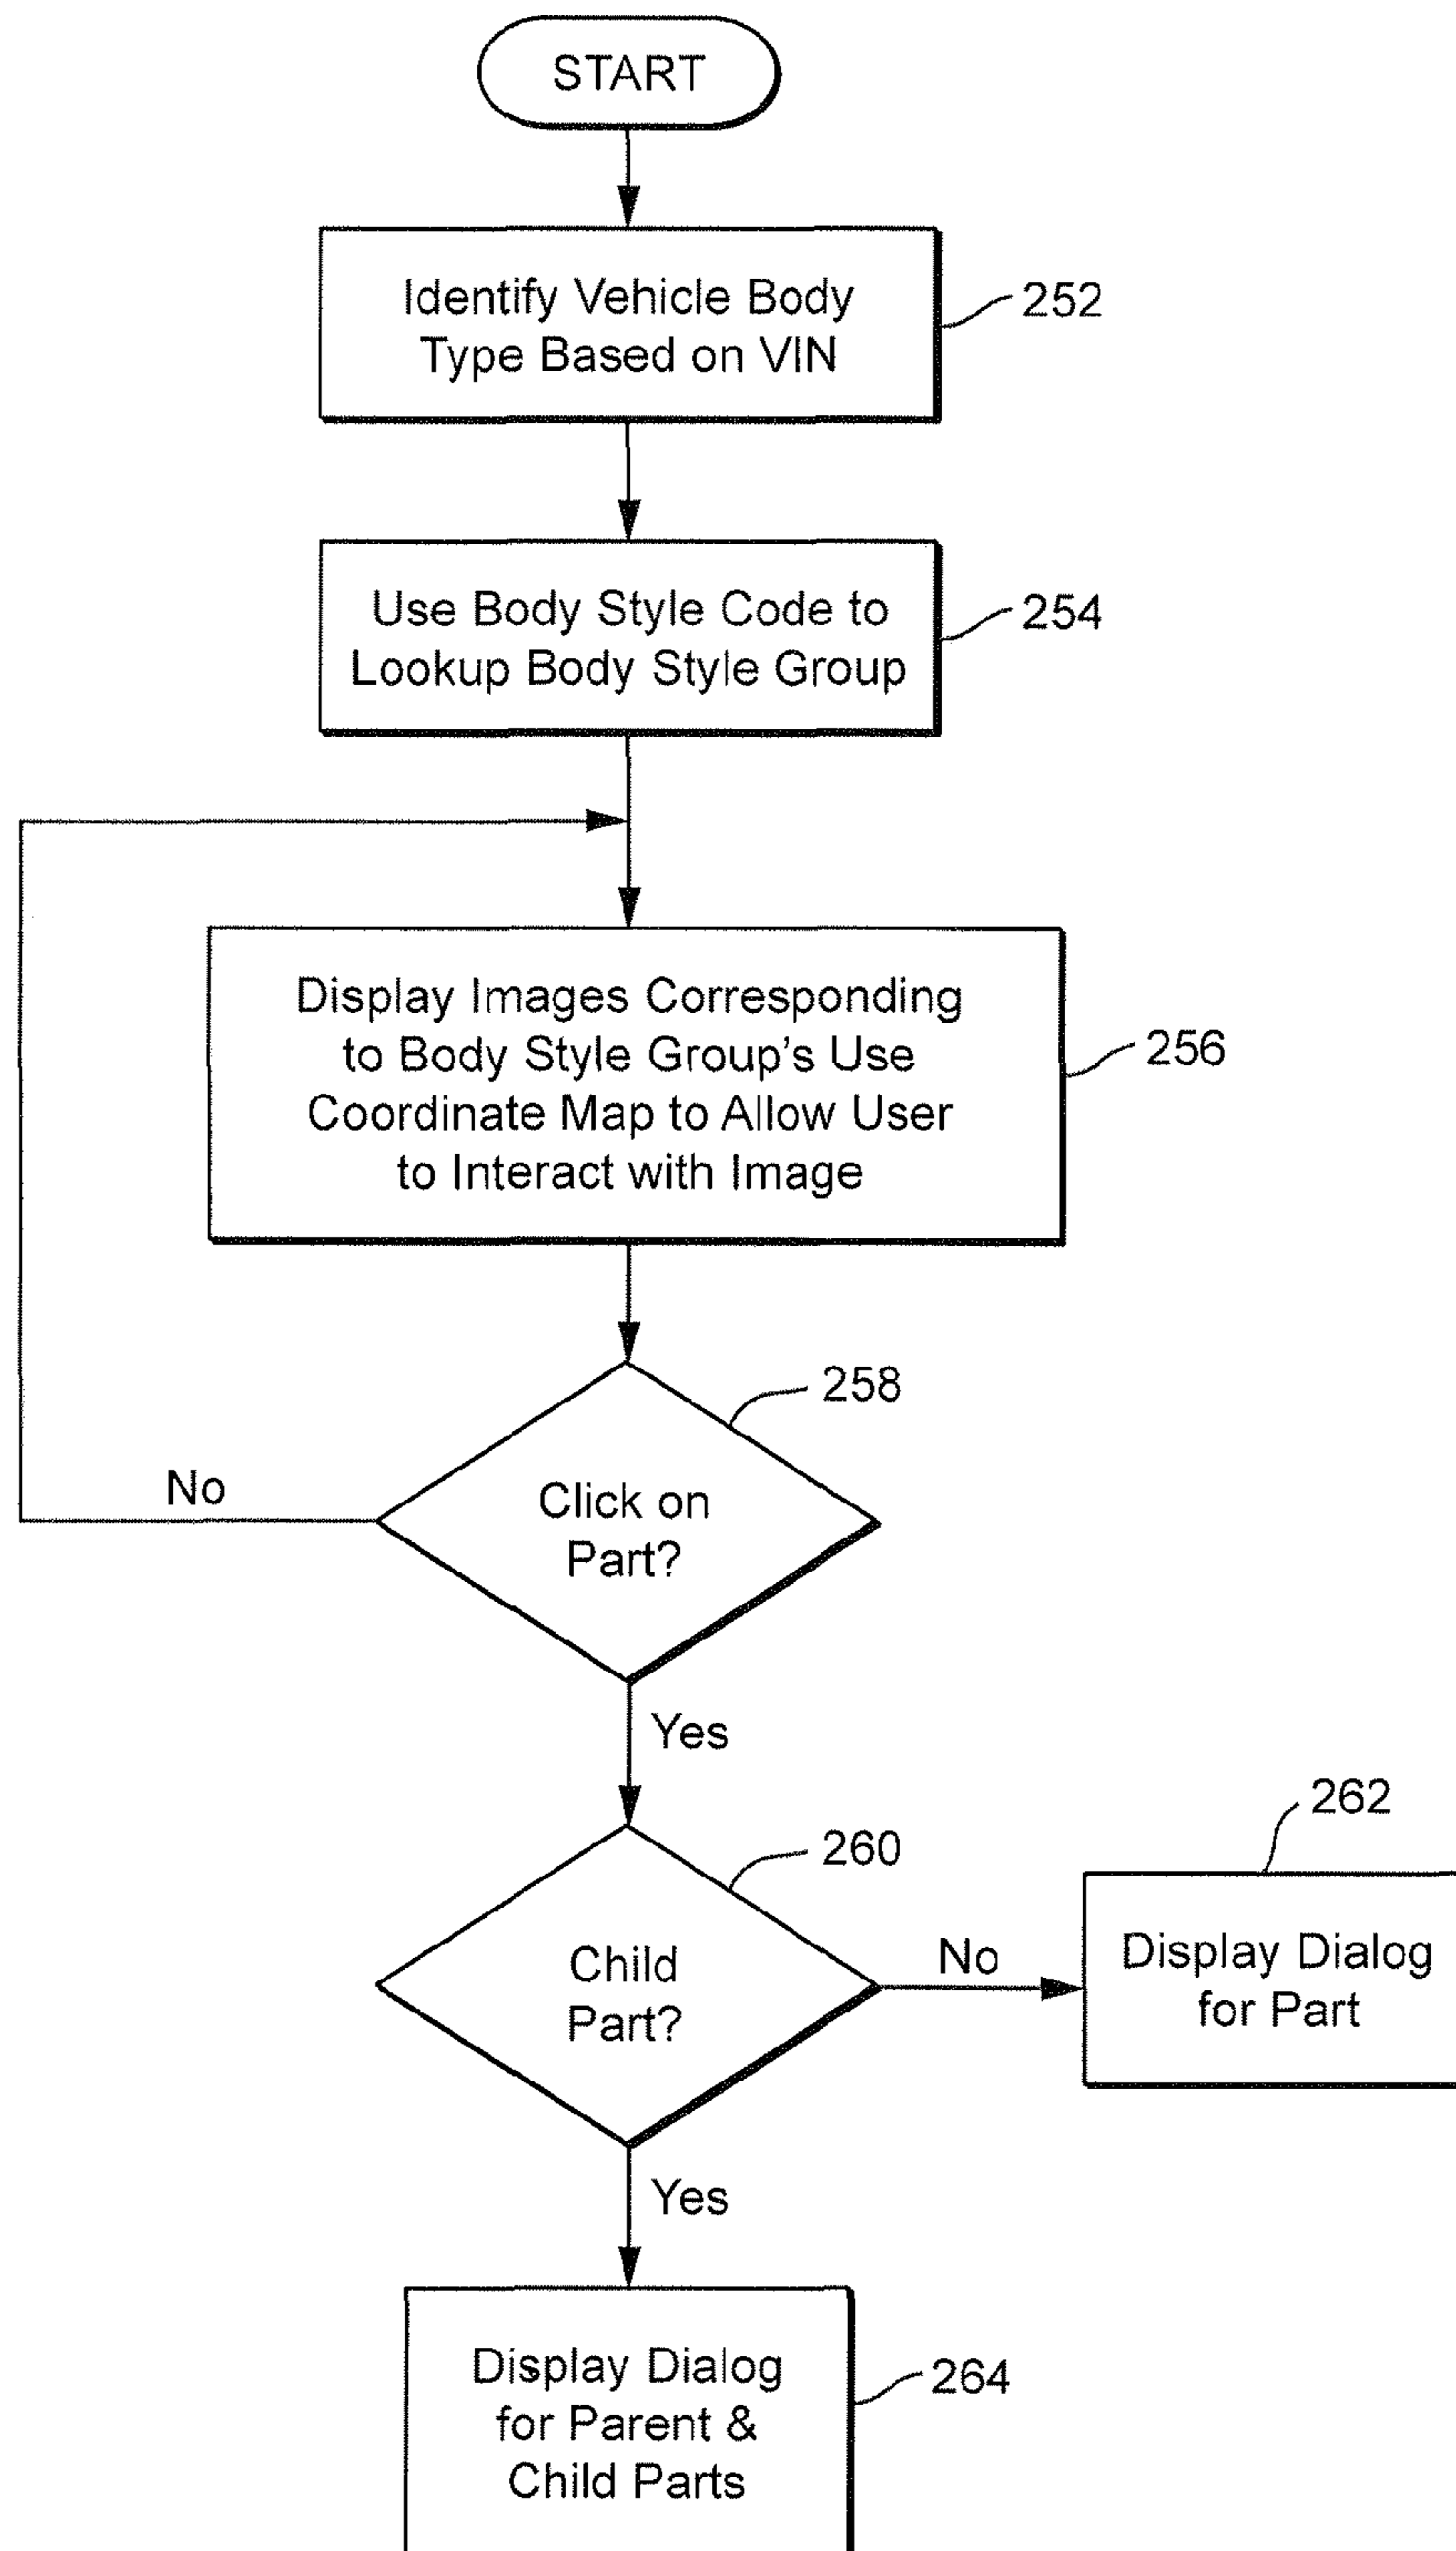 START
Identify Vehicle Body
Type Based on VIN
252
Use Body Style Code to
Lookup Body Style Group
254
Display Images Corresponding
to Body Style Group's Use
Coordinate Map to Allow User
to Interact with Image
256
258
Click on
Part?
No
Yes
260
Child
Part?
No
262
Display Dialog
for Part
Yes
Display Dialog
for Parent &
Child Parts
264